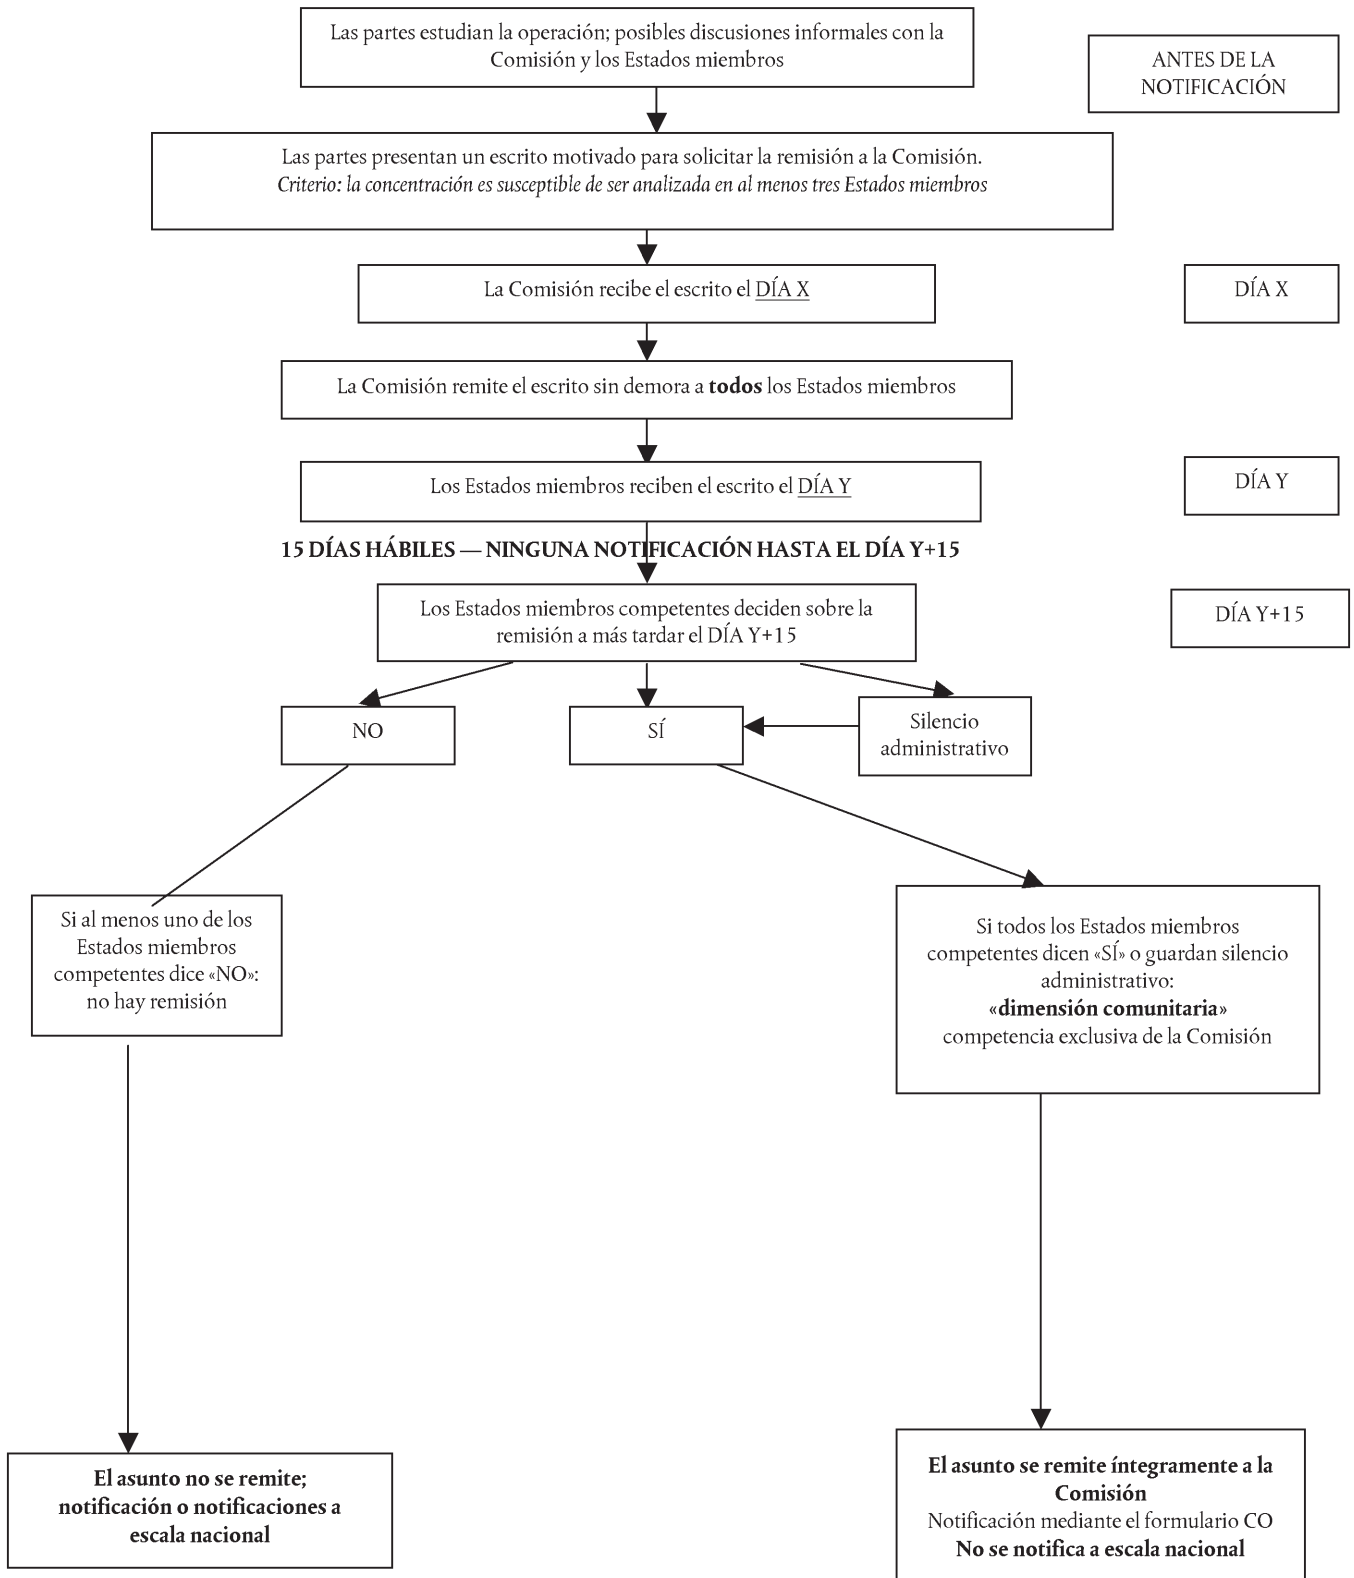 Las partes estudian la operación; posibles discusiones informales con la
Comisión y los Estados miembros
ANTES DE LA
NOTIFICACIÓN
Las partes presentan un escrito motivado para solicitar la remisión a la Comisión.
Criterio: la concentración es susceptible de ser analizada en al menos tres Estados miembros
La Comisión recibe el escrito el DÍA X
DÍA X
La Comisión remite el escrito sin demora a todos los Estados miembros
Los Estados miembros reciben el escrito el DÍA Y
DÍA Y
15 DÍAS HÁBILES — NINGUNA NOTIFICACIÓN HASTA EL DÍA Y+15
Los Estados miembros competentes deciden sobre la
remisión a más tardar el DÍA Y+15
DÍA Y+15
NO
SÍ
Silencio
administrativo
Si al menos uno de los
Estados miembros
competentes dice «NO»:
no hay remisión
Si todos los Estados miembros
competentes dicen «SÍ» o guardan silencio
administrativo:
«dimensión comunitaria»
competencia exclusiva de la Comisión
El asunto no se remite;
notificación o notificaciones a
escala nacional
El asunto se remite íntegramente a la
Comisión
Notificación mediante el formulario CO
No se notifica a escala nacional